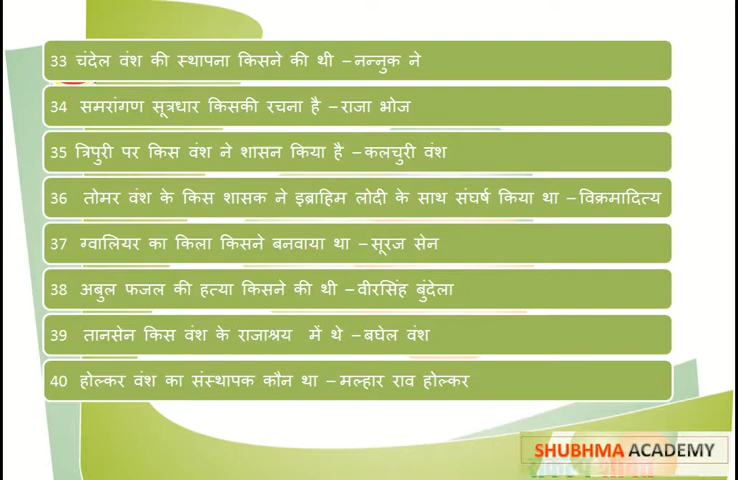 33 चंदेल वंश की स्थापना किसने की थी – नन्नुक ने
34 समरांगण सूत्रधार किसकी रचना है – राजा भोज
35 त्रिपुरी पर किस वंश ने शासन किया है – कलचुरी वंश
36 तोमर वंश के किस शासक ने इब्राहिम लोदी के साथ संघर्ष किया था – विक्रमादित्य
37 ग्वालियर का किला किसने बनवाया था – सूरज सेन
38 अबुल फजल की हत्या किसने की थी – वीरसिंह बुंदेला
39 तानसेन किस वंश के राजाश्रय में थे – बघेल वंश
40 होल्कर वंश का संस्थापक कौन था – मल्हार राव होल्कर
SHUBHMA ACADEMY